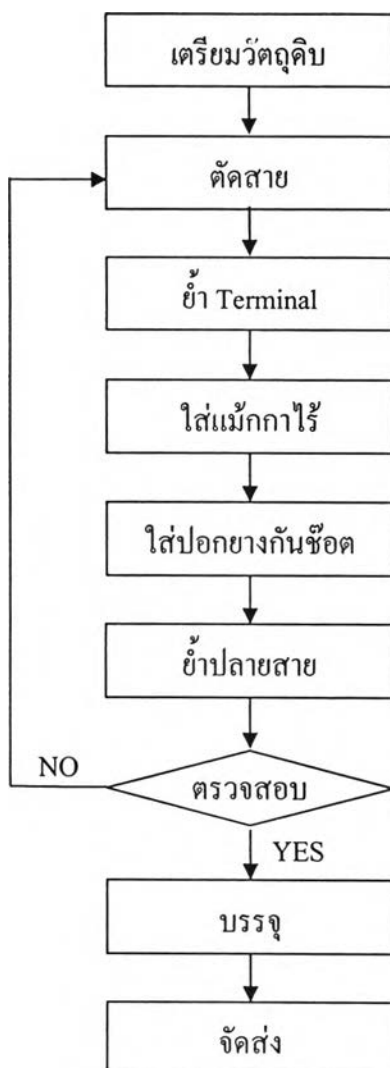 เตรียมวัตถุดิบ
ตัดสาย
ย้ำ Terminal
ใส่แม้กกาไร้
ใส่ปอกยางกันช๊อต
ย้ำปลายสาย
ตรวจสอบ
NO
YES
บรรจุ
จัดส่ง